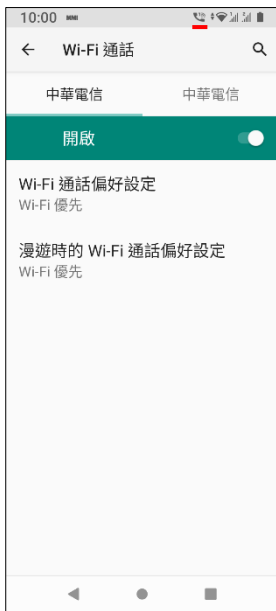 10:00
Wi-Fi 通話
中華電信 中華電信
開啟
Wi-Fi 通話偏好設定
Wi-Fi 優先
漫遊時的 Wi-Fi 通話偏好設定
Wi-Fi 優先